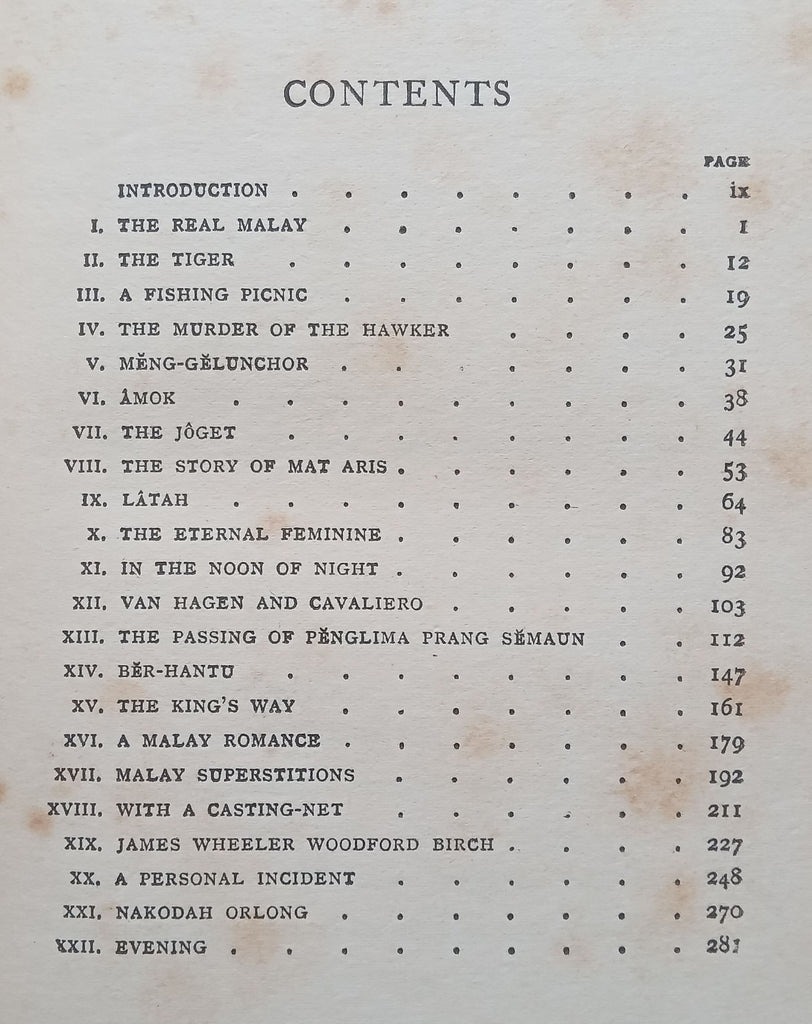 CONTENTS
PAGE
INTRODUCTION . . . . . . . . ix
I. THE REAL MALAY . . . . . . . 1
II. THE TIGER . . . . . . . . 12
III. A FISHING PICNIC . . . . . . . 19
IV. THE MURDER OF THE HAWKER . . . . 25
V. MĔNG-GĔLUNCHOR . . . . . . . 31
VI. ÂMOK . . . . . . . . . 38
VII. THE JÔGET . . . . . . . . 44
VIII. THE STORY OF MAT ARIS . . . . . . 53
IX. LÂTAH . . . . . . . . . 64
X. THE ETERNAL FEMININE . . . . . . 83
XI. IN THE NOON OF NIGHT . . . . . . 92
XII. VAN HAGEN AND CAVALIERO . . . . . 103
XIII. THE PASSING OF PĔNGLIMA PRANG SĔMAUN . . 112
XIV. BĔR-HANTU . . . . . . . . 147
XV. THE KING'S WAY . . . . . . . 161
XVI. A MALAY ROMANCE . . . . . . . 179
XVII. MALAY SUPERSTITIONS . . . . . . 192
XVIII. WITH A CASTING-NET . . . . . . 211
XIX. JAMES WHEELER WOODFORD BIRCH . . . . 227
XX. A PERSONAL INCIDENT . . . . . . 248
XXI. NAKODAH ORLONG . . . . . . . 270
XXII. EVENING . . . . . . . . . 281